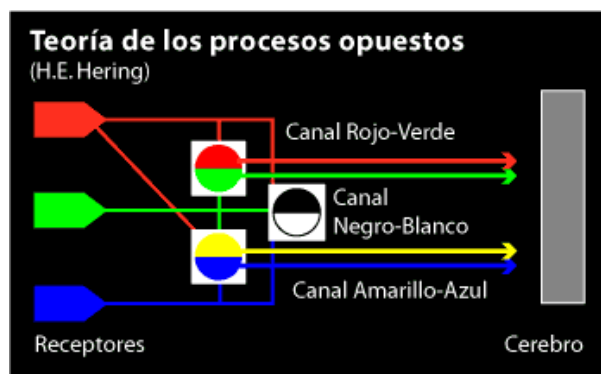 Teoría de los procesos opuestos
(H.E. Hering)
Canal Rojo-Verde
Canal
Negro-Blanco
Canal Amarillo-Azul
Receptores
Cerebro